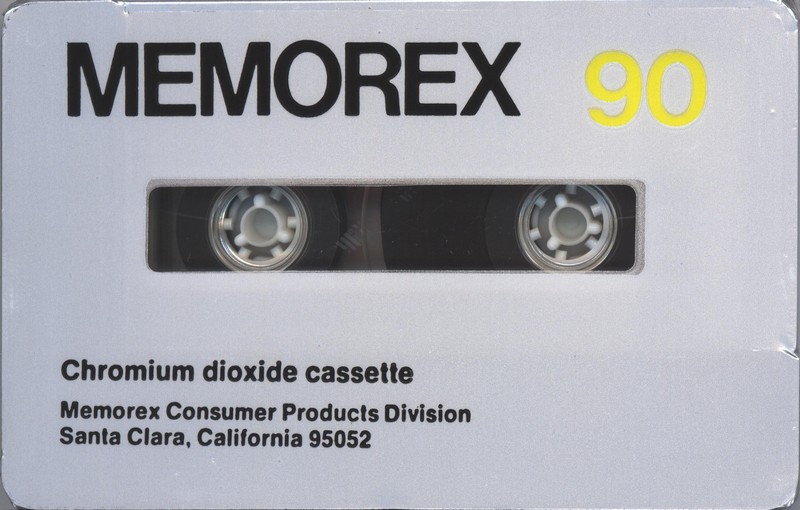 MEMOREX 90
Chromium dioxide cassette
Memorex Consumer Products Division
Santa Clara, California 95052